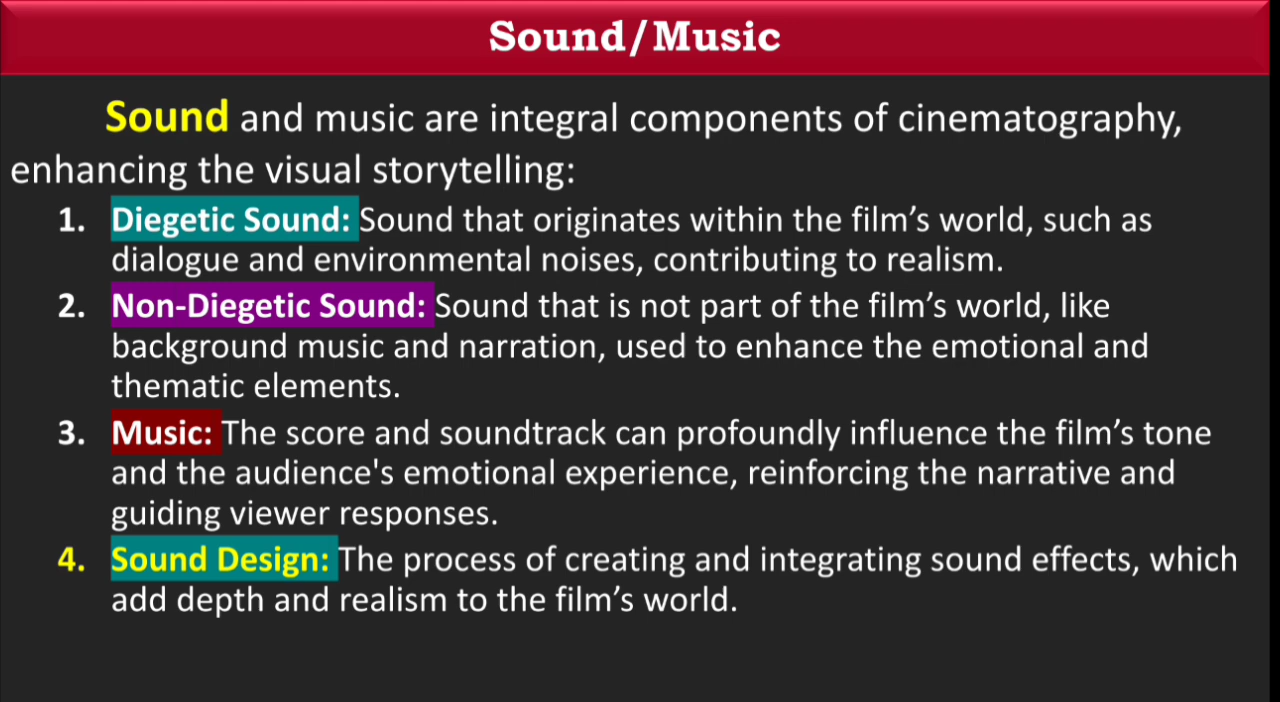 Sound/Music
Sound and music are integral components of cinematography,
enhancing the visual storytelling:
1. Diegetic Sound: Sound that originates within the film’s world, such as
dialogue and environmental noises, contributing to realism.
2. Non-Diegetic Sound: Sound that is not part of the film’s world, like
background music and narration, used to enhance the emotional and
thematic elements.
3. Music: The score and soundtrack can profoundly influence the film’s tone
and the audience's emotional experience, reinforcing the narrative and
guiding viewer responses.
4. Sound Design: The process of creating and integrating sound effects, which
add depth and realism to the film’s world.